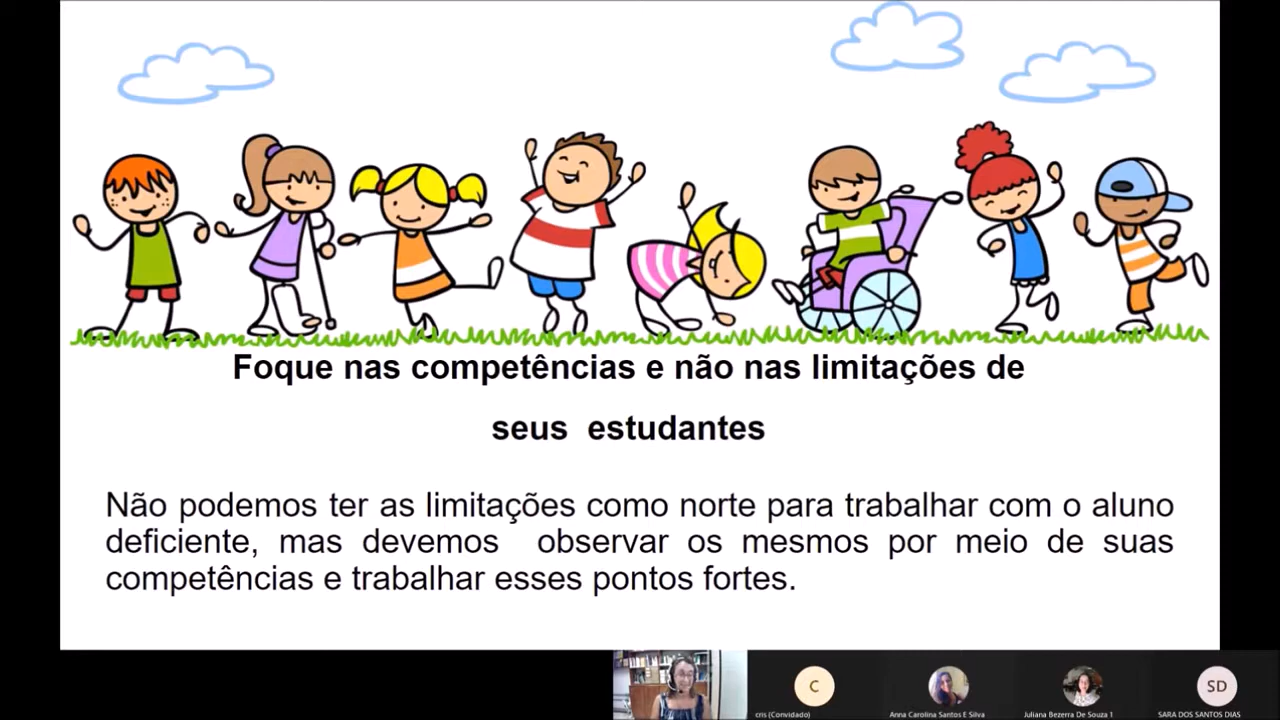 Foque nas competências e não nas limitações de
seus estudantes
Não podemos ter as limitações como norte para trabalhar com o aluno
deficiente, mas devemos observar os mesmos por meio de suas
competências e trabalhar esses pontos fortes.
C
SD
cris (Convidado)
Anna Carolina Santos E Silva
Juliana Bezerra De Souza 1
SARA DOS SANTOS DIAS